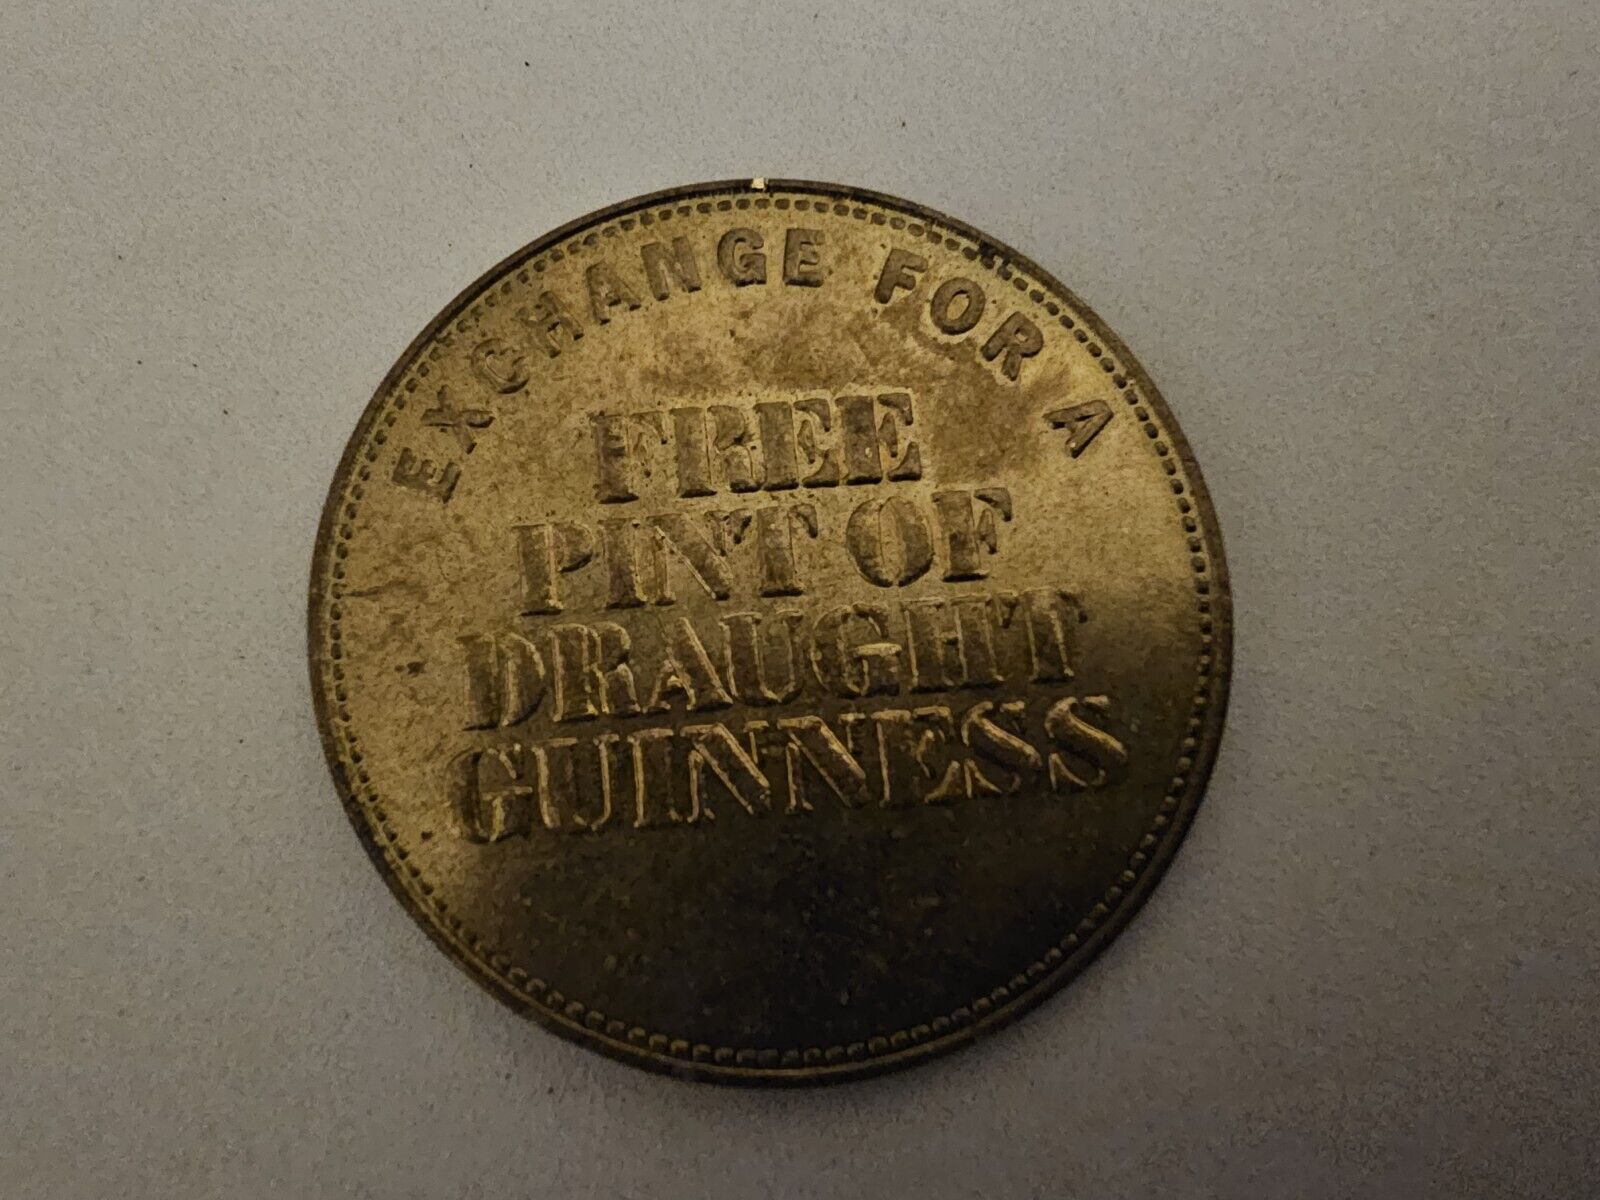 EXCHANGE FOR A
FREE
PINT OF
DRAUGHT
GUINNESS